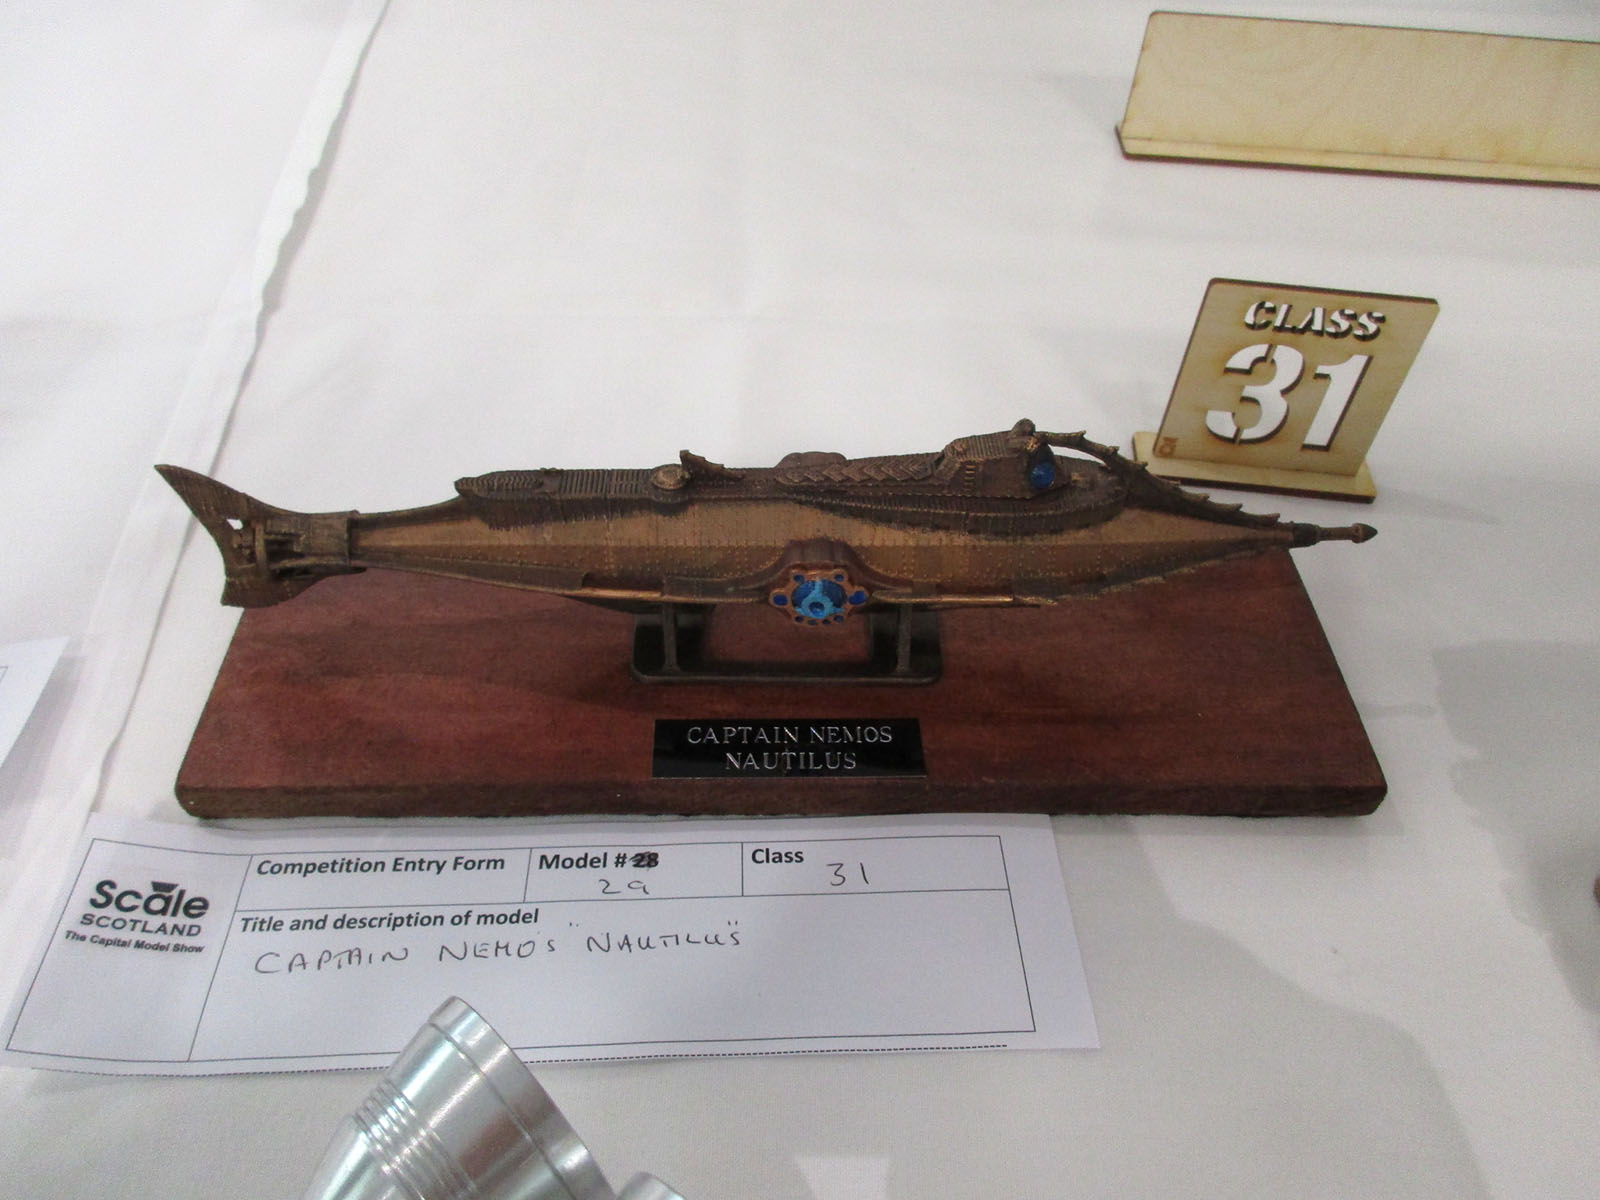 CLASS
31
CAPTAIN NEMOS
NAUTILUS
Scale
SCOTLAND
The Capital Model Show
Competition Entry Form
Model #28
29
Class
31
Title and description of model
CAPTAIN NEMO'S "NAUTILUS"